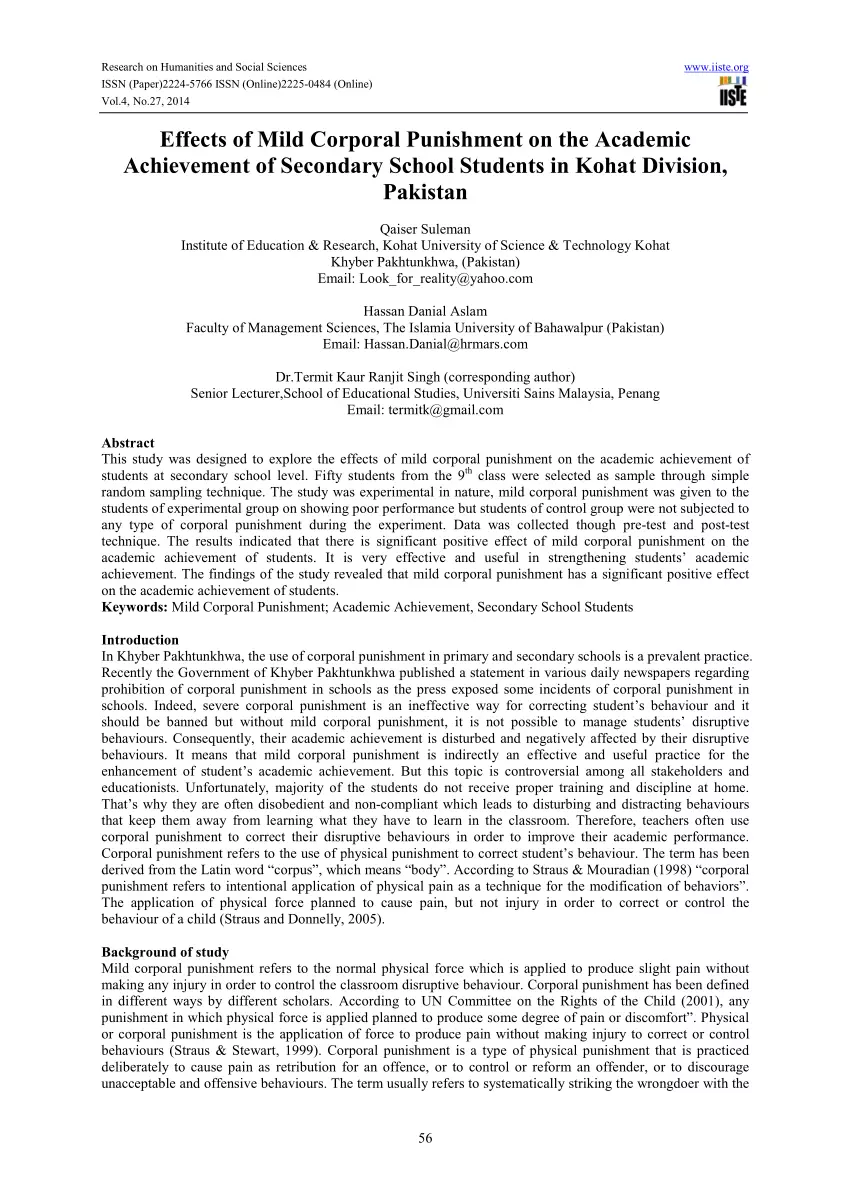 Research on Humanities and Social Sciences
www.iiste.org
ISSN (Paper)2224-5766 ISSN (Online)2225-0484 (Online)
Vol.4, No.27, 2014
IISTE
Effects of Mild Corporal Punishment on the Academic
Achievement of Secondary School Students in Kohat Division,
Pakistan
Qaiser Suleman
Institute of Education & Research, Kohat University of Science & Technology Kohat
Khyber Pakhtunkhwa, (Pakistan)
Email: Look_for_reality@yahoo.com
Hassan Danial Aslam
Faculty of Management Sciences, The Islamia University of Bahawalpur (Pakistan)
Email: Hassan.Danial@hrmars.com
Dr.Termit Kaur Ranjit Singh (corresponding author)
Senior Lecturer,School of Educational Studies, Universiti Sains Malaysia, Penang
Email: termitk@gmail.com
Abstract
This study was designed to explore the effects of mild corporal punishment on the academic achievement of
students at secondary school level. Fifty students from the 9th class were selected as sample through simple
random sampling technique. The study was experimental in nature, mild corporal punishment was given to the
students of experimental group on showing poor performance but students of control group were not subjected to
any type of corporal punishment during the experiment. Data was collected though pre-test and post-test
technique. The results indicated that there is significant positive effect of mild corporal punishment on the
academic achievement of students. It is very effective and useful in strengthening students’ academic
achievement. The findings of the study revealed that mild corporal punishment has a significant positive effect
on the academic achievement of students.
Keywords: Mild Corporal Punishment; Academic Achievement, Secondary School Students
Introduction
In Khyber Pakhtunkhwa, the use of corporal punishment in primary and secondary schools is a prevalent practice.
Recently the Government of Khyber Pakhtunkhwa published a statement in various daily newspapers regarding
prohibition of corporal punishment in schools as the press exposed some incidents of corporal punishment in
schools. Indeed, severe corporal punishment is an ineffective way for correcting student’s behaviour and it
should be banned but without mild corporal punishment, it is not possible to manage students’ disruptive
behaviours. Consequently, their academic achievement is disturbed and negatively affected by their disruptive
behaviours. It means that mild corporal punishment is indirectly an effective and useful practice for the
enhancement of student’s academic achievement. But this topic is controversial among all stakeholders and
educationists. Unfortunately, majority of the students do not receive proper training and discipline at home.
That’s why they are often disobedient and non-compliant which leads to disturbing and distracting behaviours
that keep them away from learning what they have to learn in the classroom. Therefore, teachers often use
corporal punishment to correct their disruptive behaviours in order to improve their academic performance.
Corporal punishment refers to the use of physical punishment to correct student’s behaviour. The term has been
derived from the Latin word “corpus”, which means “body”. According to Straus & Mouradian (1998) “corporal
punishment refers to intentional application of physical pain as a technique for the modification of behaviors”.
The application of physical force planned to cause pain, but not injury in order to correct or control the
behaviour of a child (Straus and Donnelly, 2005).
Background of study
Mild corporal punishment refers to the normal physical force which is applied to produce slight pain without
making any injury in order to control the classroom disruptive behaviour. Corporal punishment has been defined
in different ways by different scholars. According to UN Committee on the Rights of the Child (2001), any
punishment in which physical force is applied planned to produce some degree of pain or discomfort”. Physical
or corporal punishment is the application of force to produce pain without making injury to correct or control
behaviours (Straus & Stewart, 1999). Corporal punishment is a type of physical punishment that is practiced
deliberately to cause pain as retribution for an offence, or to control or reform an offender, or to discourage
unacceptable and offensive behaviours. The term usually refers to systematically striking the wrongdoer with the
56